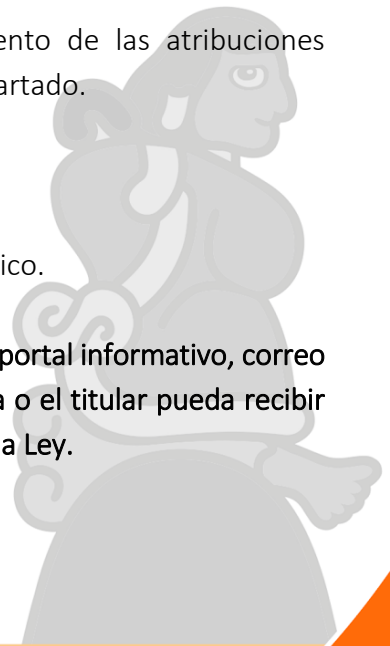 ento de las atribuciones
artado.
ico.
portal informativo, correo
a o el titular pueda recibir
a Ley.